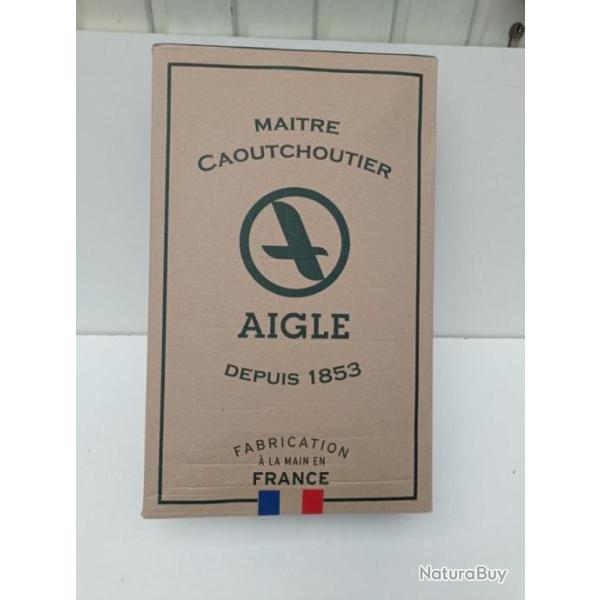 MAITRE
CAOUTCHOUTIER
AIGLE
DEPUIS 1853
FABRICATION
À LA MAIN EN
FRANCE
NaturaBuy